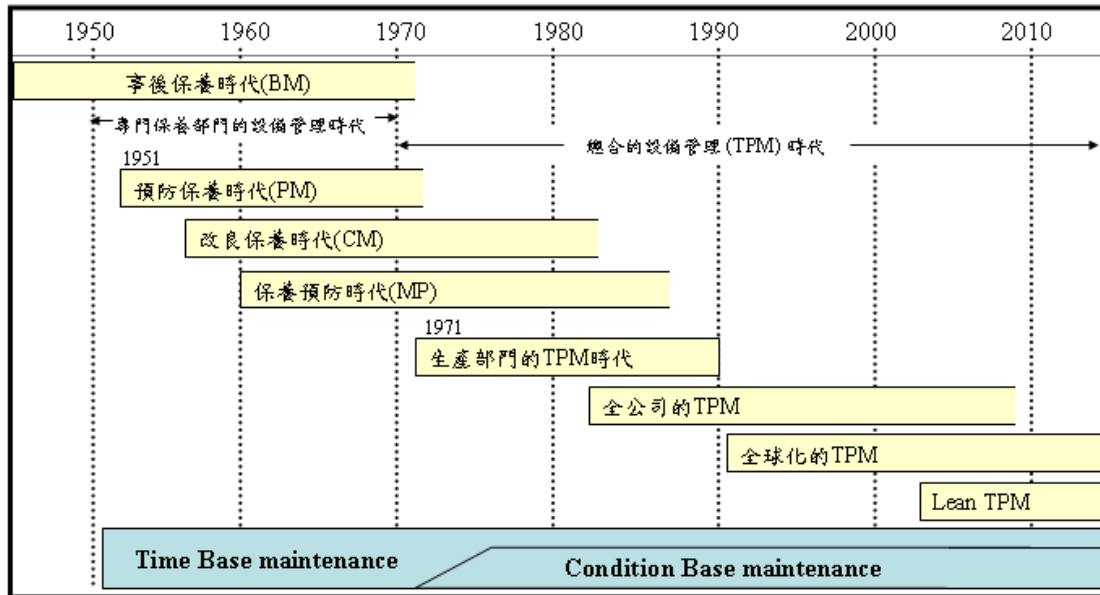 1950 1960 1970 1980 1990 2000 2010
事後保養時代(BM)
專門保養部門的設備管理時代
總合的設備管理 (TPM) 時代
1951
預防保養時代(PM)
改良保養時代(CM)
保養預防時代(MP)
1971
生產部門的TPM時代
全公司的TPM
全球化的TPM
Lean TPM
Time Base maintenance
Condition Base maintenance